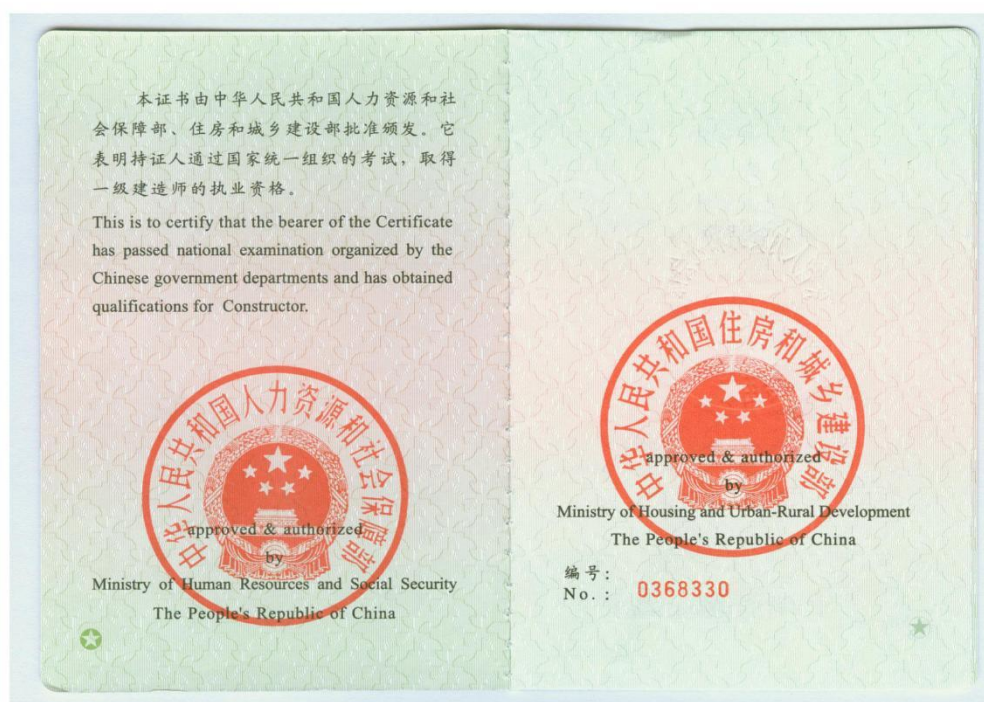 本证书由中华人民共和国人力资源和社
会保障部、住房和城乡建设部批准颁发。它
表明持证人通过国家统一组织的考试，取得
一级建造师的执业资格。
This is to certify that the bearer of the Certificate
has passed national examination organized by the
Chinese government departments and has obtained
qualifications for Constructor.
中华人民共和国人力资源和社会保障部
approved & authorized
by
Ministry of Human Resources and Social Security
The People's Republic of China
中华人民共和国住房和城乡建设部
approved & authorized
by
Ministry of Housing and Urban-Rural Development
The People's Republic of China
编号：
No.： 0368330